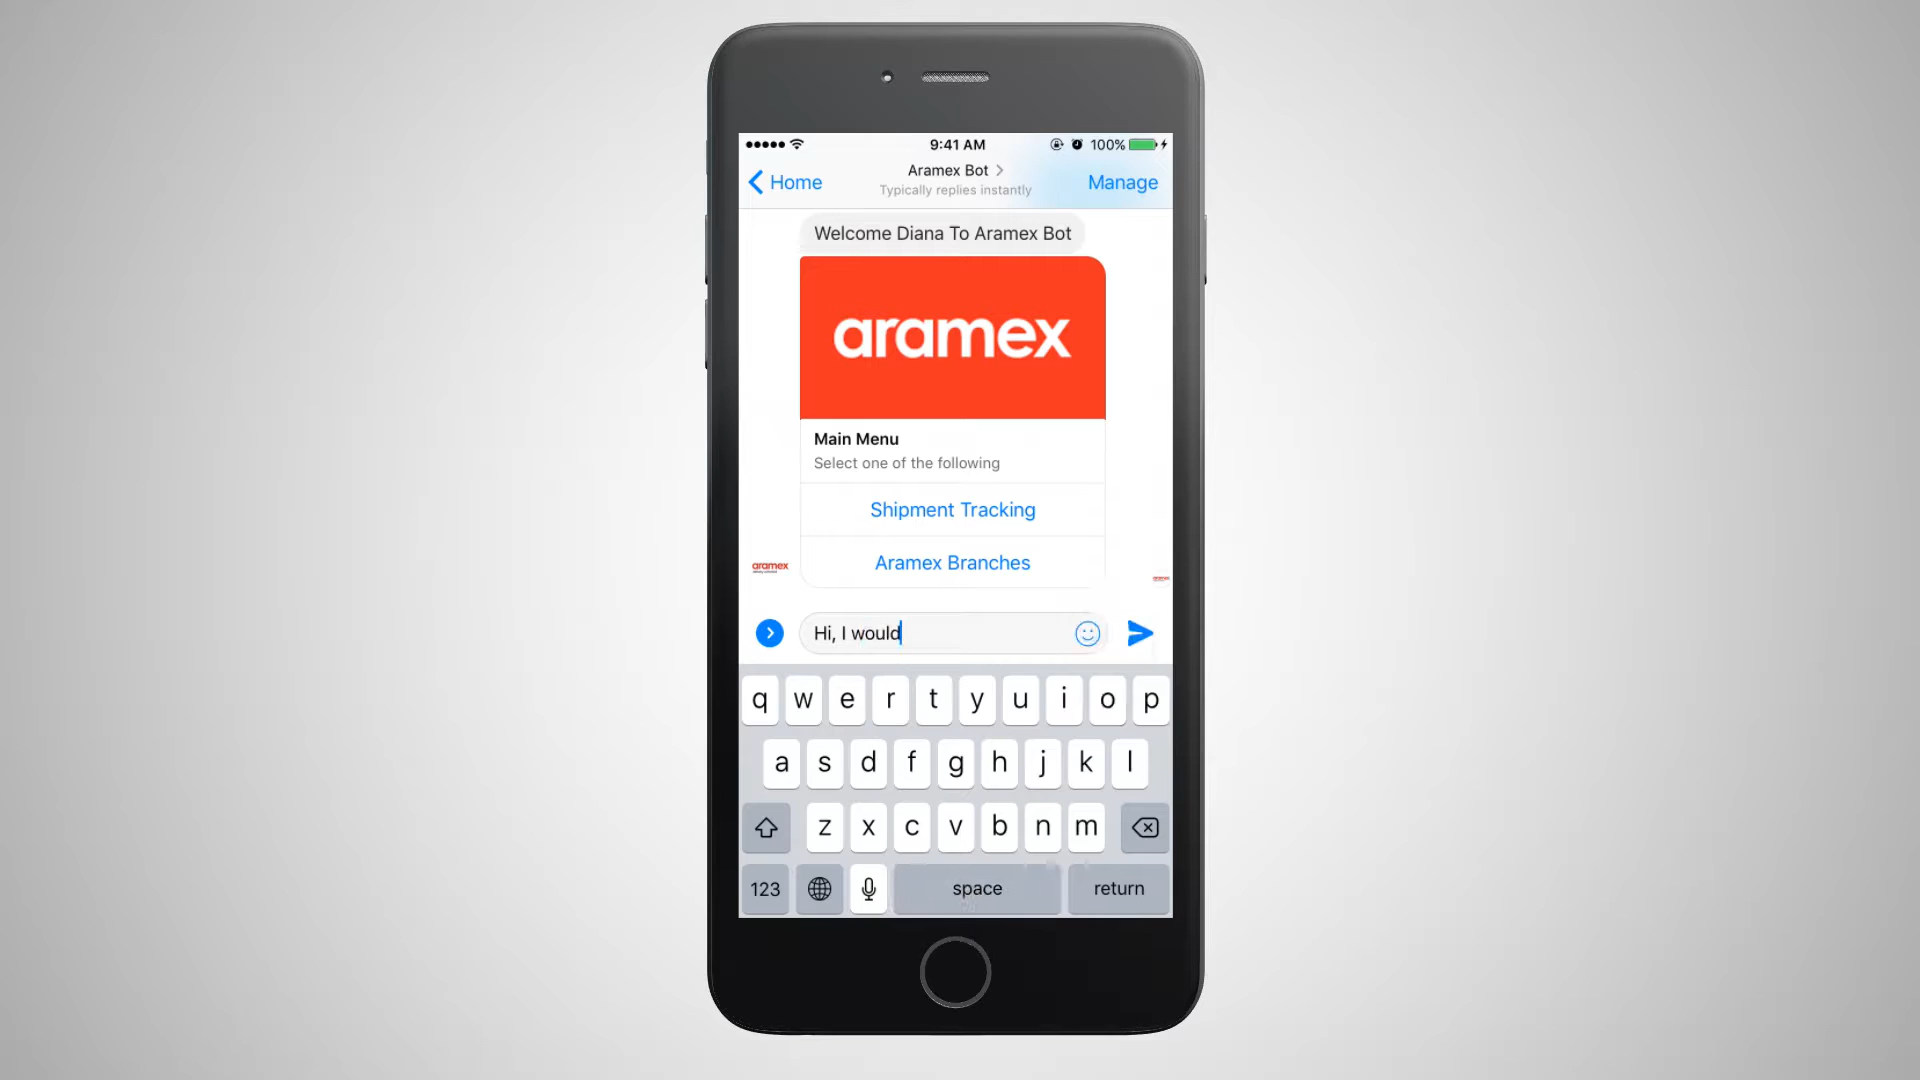 9:41 AM
100%
Home
Aramex Bot
Typically replies instantly
Manage
Welcome Diana To Aramex Bot
aramex
Main Menu
Select one of the following
Shipment Tracking
Aramex Branches
aramex
Hi, I would
q w e r t y u i o p
a s d f g h j k l
z x c v b n m
123
space
return